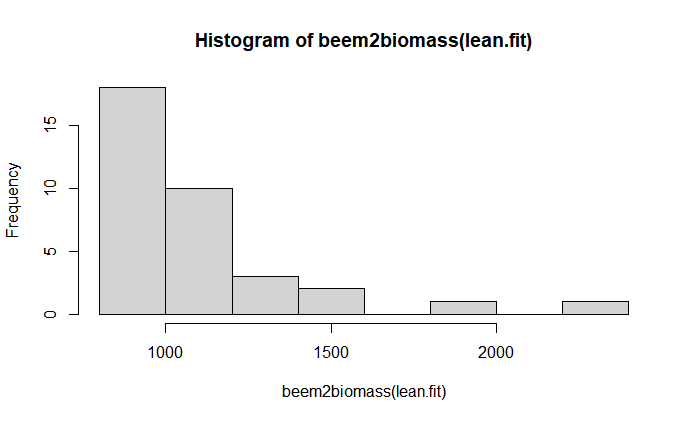 Histogram of beem2biomass(lean.fit)
Frequency
15
10
5
0
1000 1500 2000
beem2biomass(lean.fit)